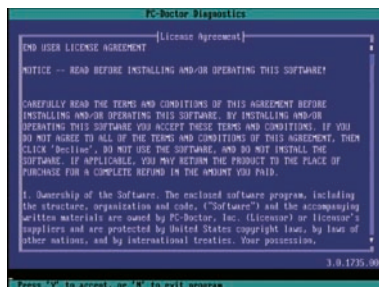 PC-Doctor Diagnostics
License Agreement
END USER LICENSE AGREEMENT
NOTICE -- READ BEFORE INSTALLING AND/OR OPERATING THIS SOFTWARE!
CAREFULLY READ THE TERMS AND CONDITIONS OF THIS AGREEMENT BEFORE
INSTALLING AND/OR OPERATING THIS SOFTWARE. BY INSTALLING AND/OR
OPERATING THIS SOFTWARE YOU ACCEPT THESE TERMS AND CONDITIONS. IF YOU
DO NOT AGREE TO ALL OF THE TERMS AND CONDITIONS OF THIS AGREEMENT, THEN
CLICK 'Decline', DO NOT USE THE SOFTWARE, AND DO NOT INSTALL THE
SOFTWARE. IF APPLICABLE, YOU MAY RETURN THE PRODUCT TO THE PLACE OF
PURCHASE FOR A COMPLETE REFUND IN THE AMOUNT YOU PAID.
1. Ownership of the Software. The enclosed software program, including
the structure, organization and code, ("Software") and the accompanying
written materials are owned by PC-Doctor, Inc. (Licensor) or licensor's
suppliers and are protected by United States copyright laws, by laws of
other nations, and by international treaties. Your possession,
3.0.1735.00
Press 'Y' to accept, or 'N' to exit program